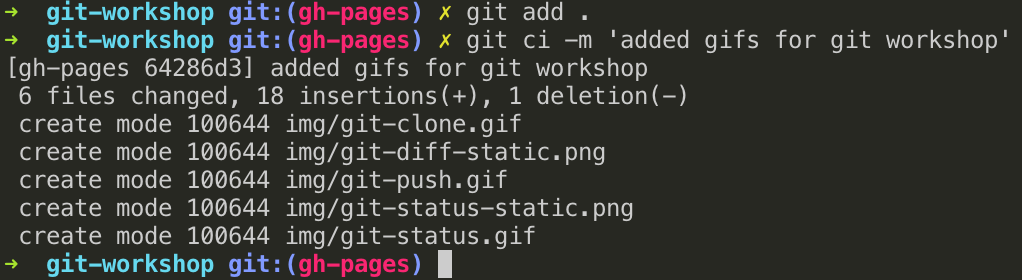 ➜  git-workshop git:(gh-pages) ✗ git add .
➜  git-workshop git:(gh-pages) ✗ git ci -m 'added gifs for git workshop'
[gh-pages 64286d3] added gifs for git workshop
 6 files changed, 18 insertions(+), 1 deletion(-)
 create mode 100644 img/git-clone.gif
 create mode 100644 img/git-diff-static.png
 create mode 100644 img/git-push.gif
 create mode 100644 img/git-status-static.png
 create mode 100644 img/git-status.gif
➜  git-workshop git:(gh-pages)